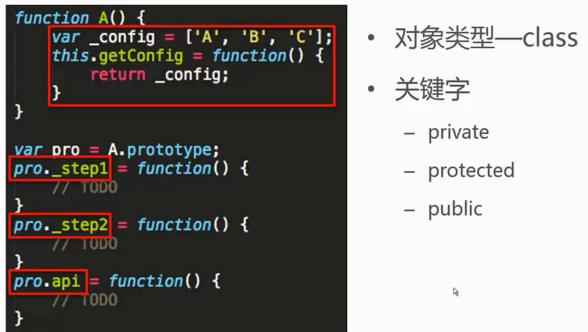 function A() {
var _config = ['A', 'B', 'C'];
this.getConfig = function() {
return _config;
}
}
var pro = A.prototype;
pro._step1 = function() {
// TODO
}
pro._step2 = function() {
// TODO
}
pro.api = function() {
// TODO
}
• 对象类型—class
• 关键字
– private
– protected
– public